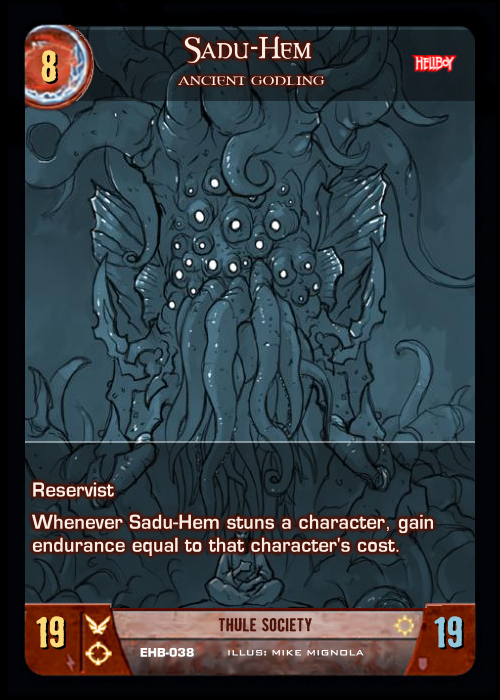 8
SADU-HEM
ANCIENT GODLING
HELLBOY
Reservist
Whenever Sadu-Hem stuns a character, gain
endurance equal to that character's cost.
19
THULE SOCIETY
19
EHB-038
ILLUS: MIKE MIGNOLA